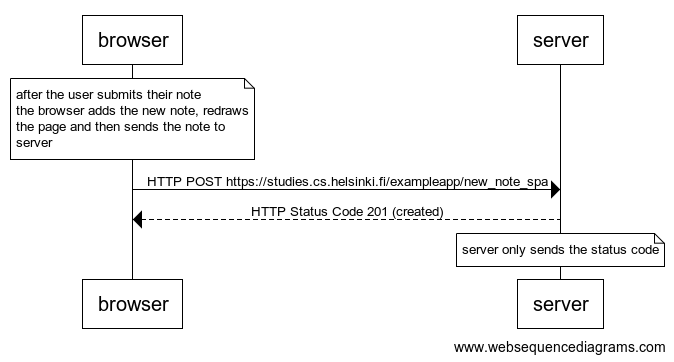 browser
server
after the user submits their note
the browser adds the new note, redraws
the page and then sends the note to
server
HTTP POST https://studies.cs.helsinki.fi/exampleapp/new_note_spa
HTTP Status Code 201 (created)
server only sends the status code
browser
server
www.websequencediagrams.com